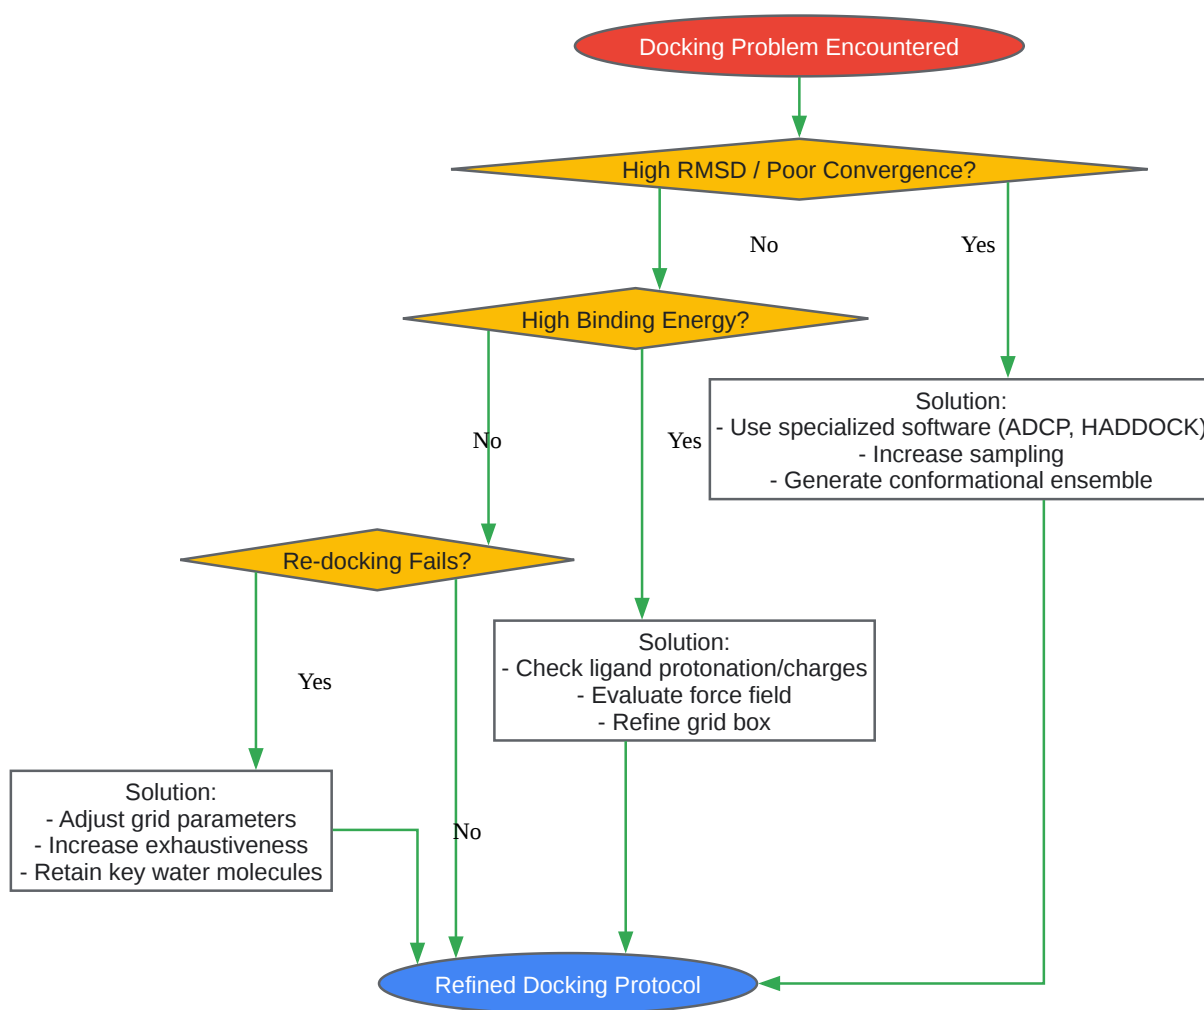 Docking Problem Encountered
High RMSD / Poor Convergence?
No
Yes
High Binding Energy?
Solution:
- Use specialized software (ADCP, HADDOCK)
- Increase sampling
- Generate conformational ensemble
No
Yes
Re-docking Fails?
Solution:
- Check ligand protonation/charges
- Evaluate force field
- Refine grid box
Yes
Solution:
- Adjust grid parameters
- Increase exhaustiveness
- Retain key water molecules
No
Refined Docking Protocol